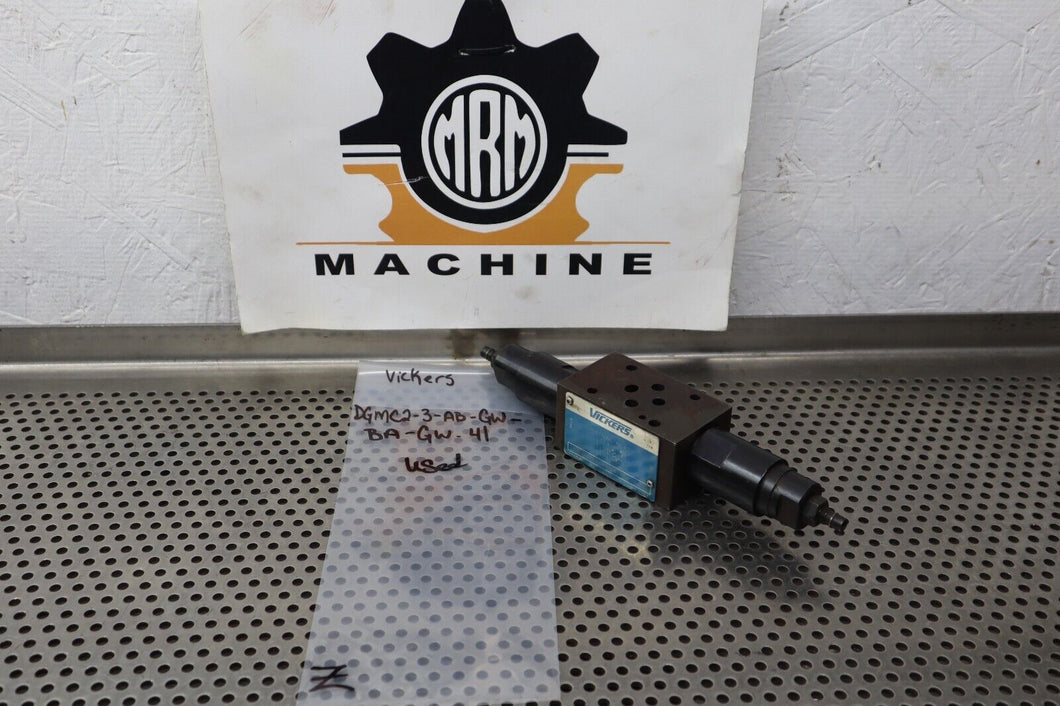 MRM
MACHINE
Vickers
DGMC2-3-AB-GW-
BA-GW-41
used
Z
VICKERS